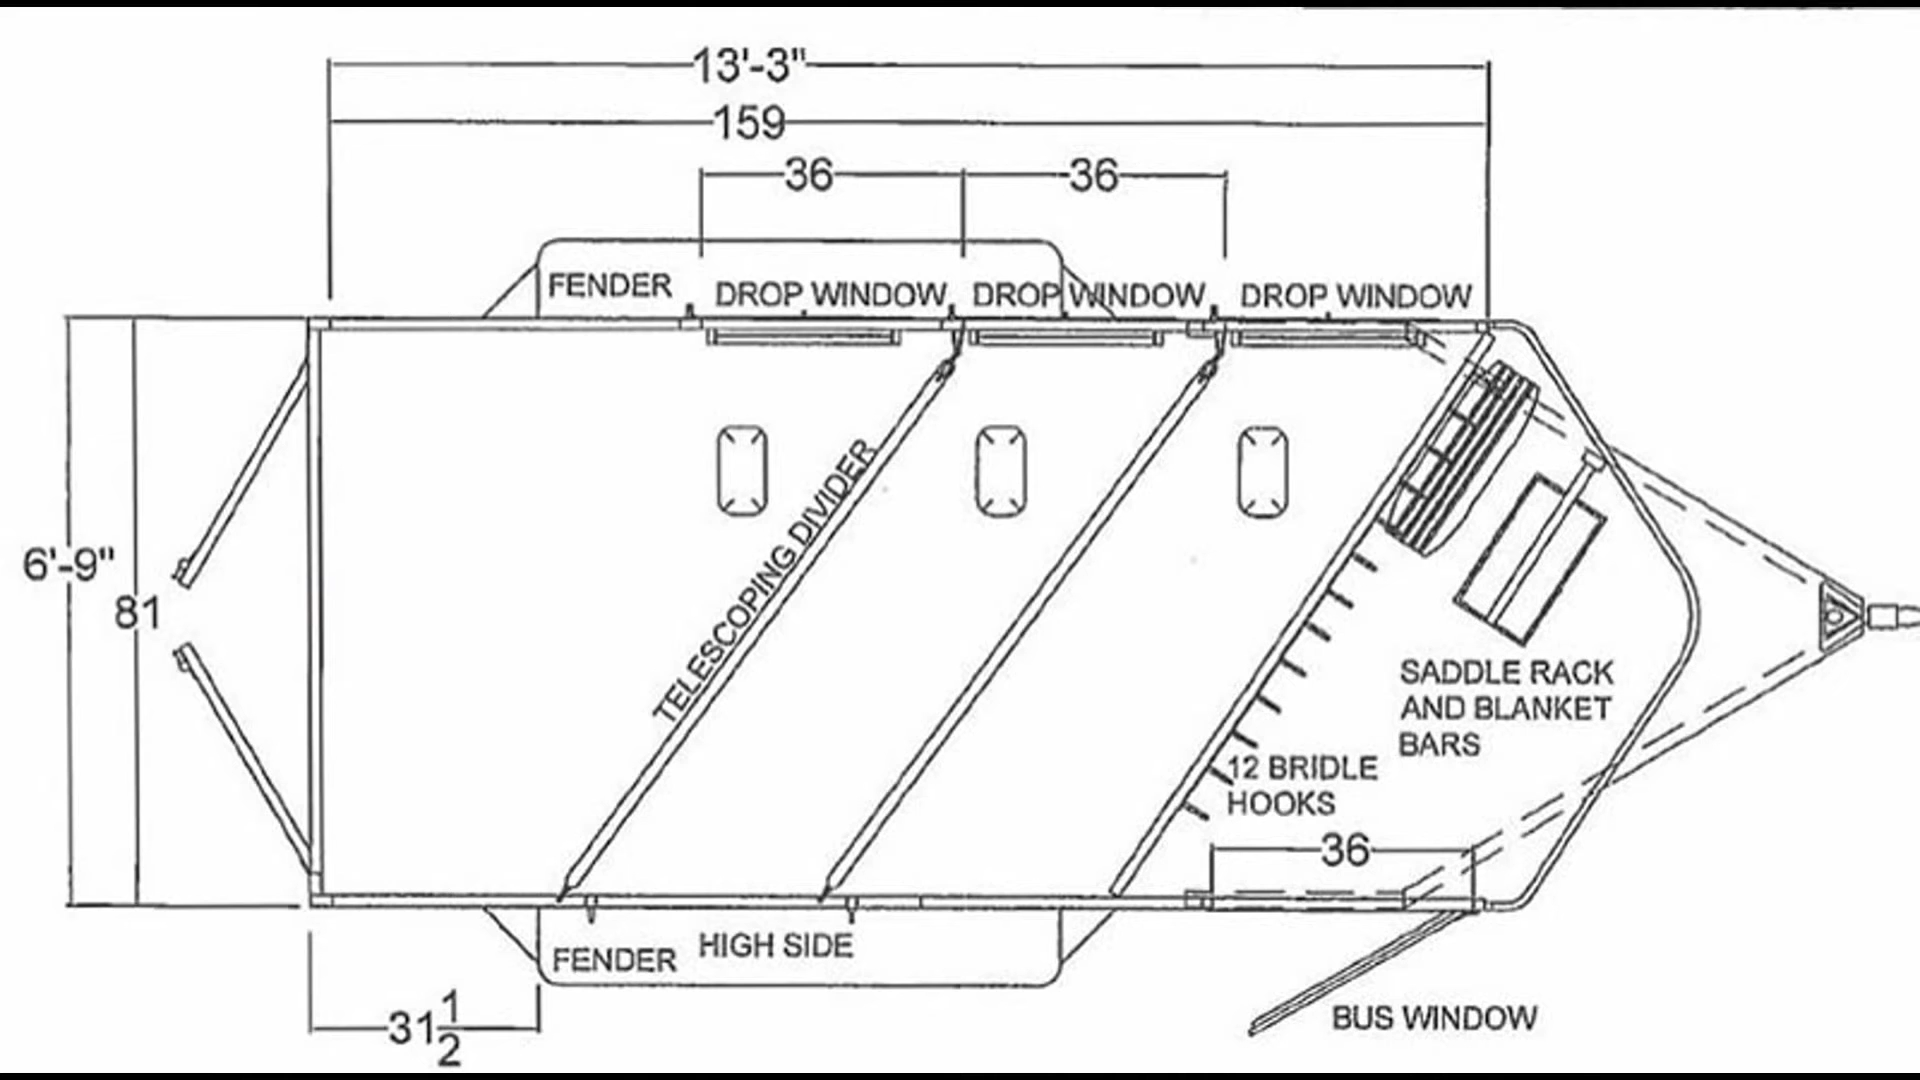 13'-3"
159
36
36
FENDER
DROP WINDOW
DROP WINDOW
DROP WINDOW
6'-9"
81
TELESCOPING DIVIDER
SADDLE RACK
AND BLANKET
BARS
12 BRIDLE
HOOKS
36
HIGH SIDE
FENDER
31 1/2
BUS WINDOW